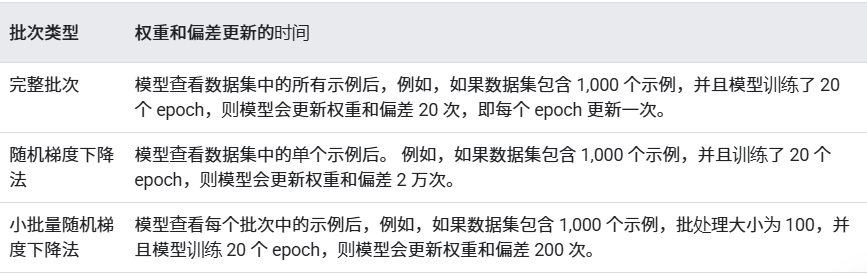 批次类型 权重和偏差更新的时间
完整批次 模型查看数据集中的所有示例后，例如，如果数据集包含 1,000 个示例，并且模型训练了 20
个 epoch，则模型会更新权重和偏差 20 次，即每个 epoch 更新一次。
随机梯度下降 模型查看数据集中的单个示例后。 例如，如果数据集包含 1,000 个示例，并且训练了 20 个
法 epoch，则模型会更新权重和偏差 2 万次。
小批量随机梯 模型查看每个批次中的示例后，例如，如果数据集包含 1,000 个示例，批处理大小为 100，并
度下降法 且模型训练 20 个 epoch，则模型会更新权重和偏差 200 次。